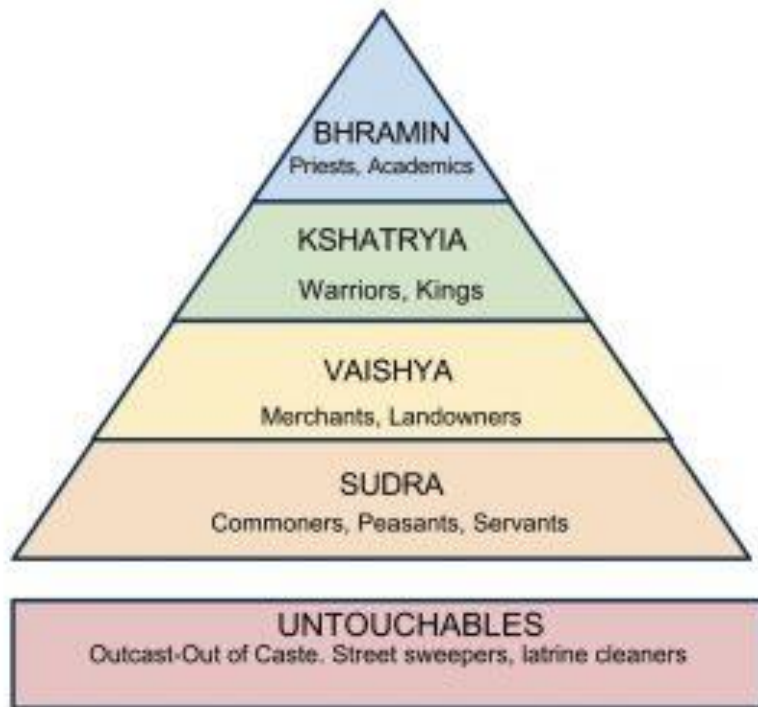 BHRAMIN
Priests, Academics
KSHATRYIA
Warriors, Kings
VAISHYA
Merchants, Landowners
SUDRA
Commoners, Peasants, Servants
UNTOUCHABLES
Outcast-Out of Caste. Street sweepers, latrine cleaners